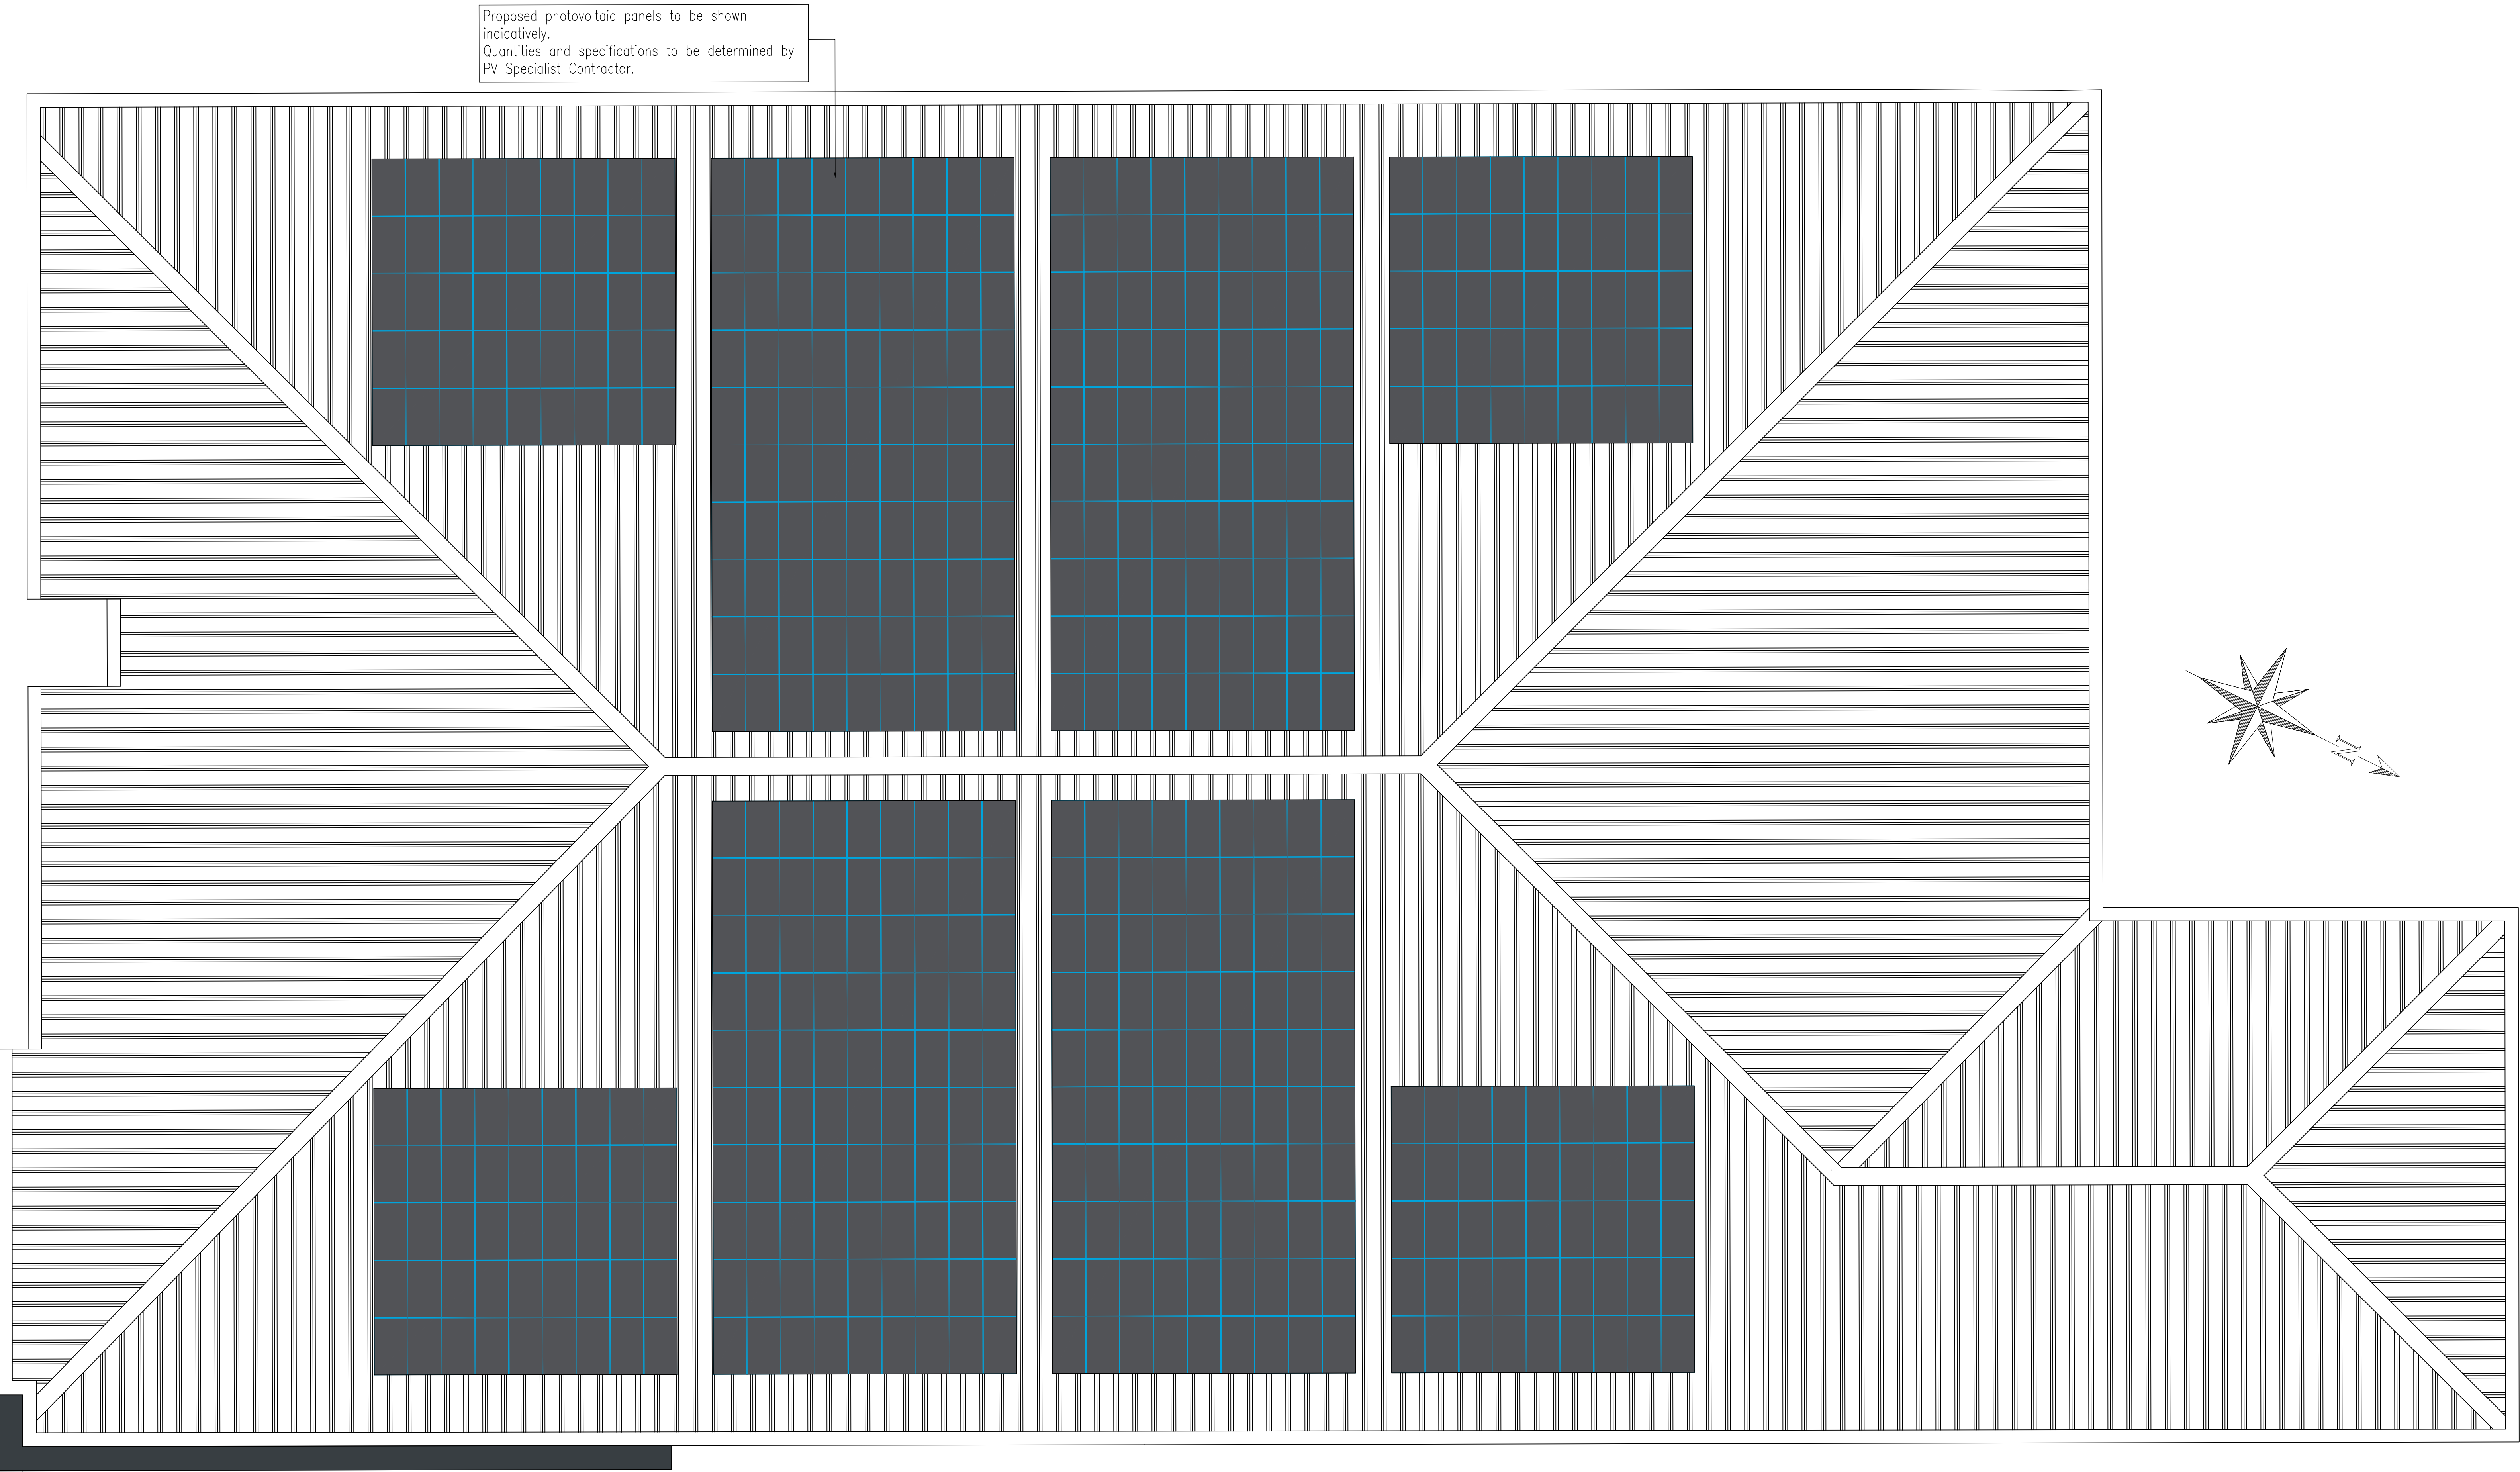 Proposed photovoltaic panels to be shown
indicatively.
Quantities and specifications to be determined by
PV Specialist Contractor.
N